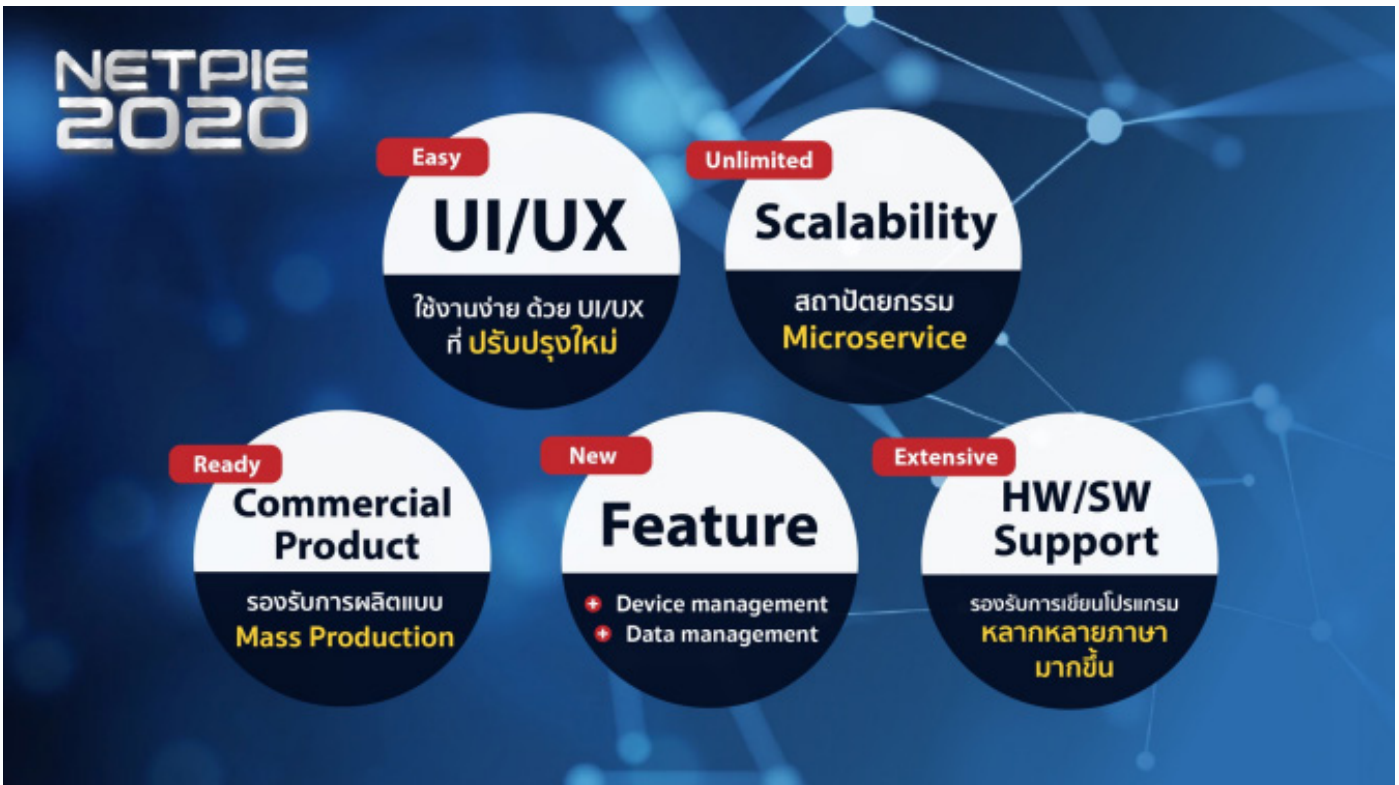 NETPIE
2020
Easy
UI/UX
ใช้งานง่าย ด้วย UI/UX
ที่ ปรับปรุงใหม่
Unlimited
Scalability
สถาปัตยกรรม
Microservice
Ready
Commercial
Product
รองรับการผลิตแบบ
Mass Production
New
Feature
+ Device management
+ Data management
Extensive
HW/SW
Support
รองรับการเขียนโปรแกรม
หลากหลายภาษา
มากขึ้น